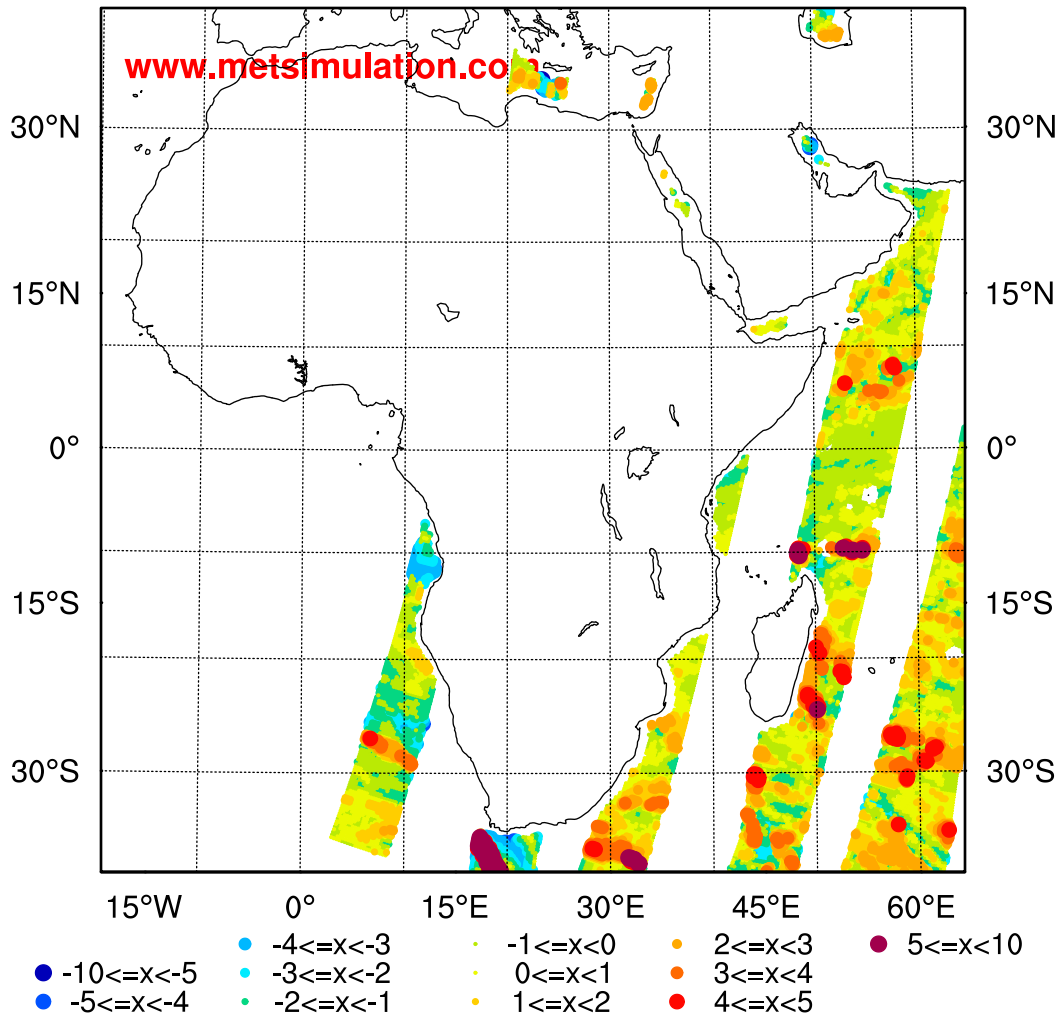 www.metsimulation.com
30°N 30°N
15°N 15°N
0° 0°
15°S 15°S
30°S 30°S
15°W 0° 15°E 30°E 45°E 60°E
-4<=x<-3 -1<=x<0 2<=x<3 5<=x<10
-10<=x<-5 -3<=x<-2 0<=x<1 3<=x<4
-5<=x<-4 -2<=x<-1 1<=x<2 4<=x<5